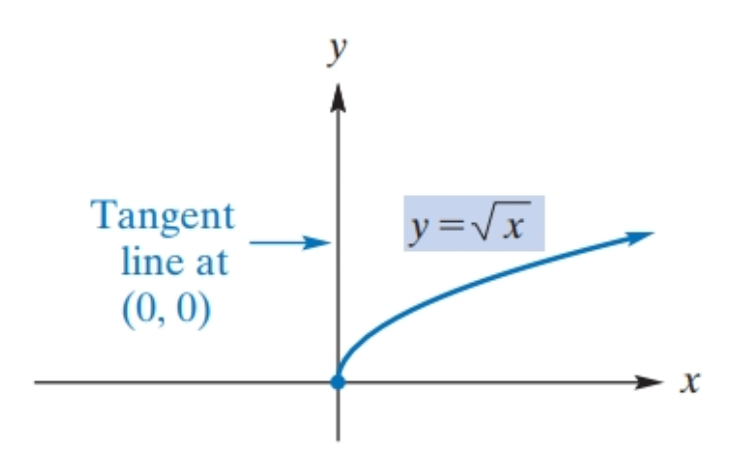 y
Tangent
line at
(0, 0)
y = √x
x